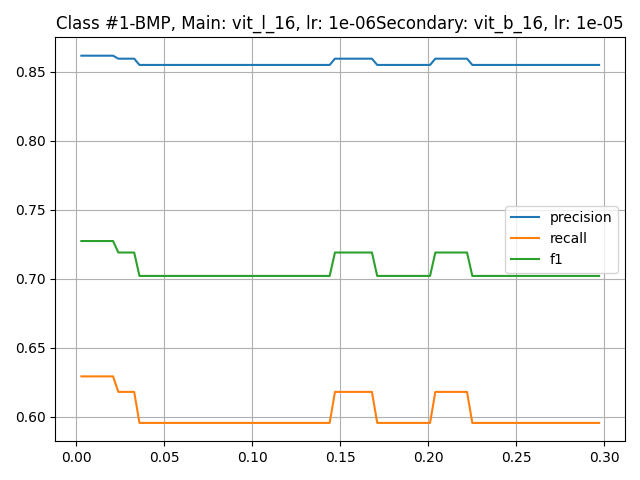 Class #1-BMP, Main: vit_l_16, lr: 1e-06Secondary: vit_b_16, lr: 1e-05
0.85
0.80
0.75
0.70
0.65
0.60
precision
recall
f1
0.00 0.05 0.10 0.15 0.20 0.25 0.30